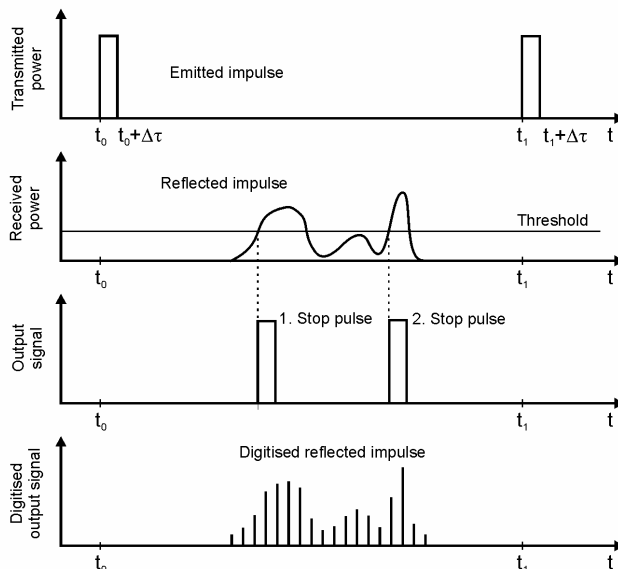 Transmitted
power
Emitted impulse
t0 t0+Δτ t1 t1+Δτ t
Received
power
Reflected impulse
Threshold
t0 t1 t
Output
signal
1. Stop pulse 2. Stop pulse
t0 t1 t
Digitised
output signal
Digitised reflected impulse
t0 t1 t